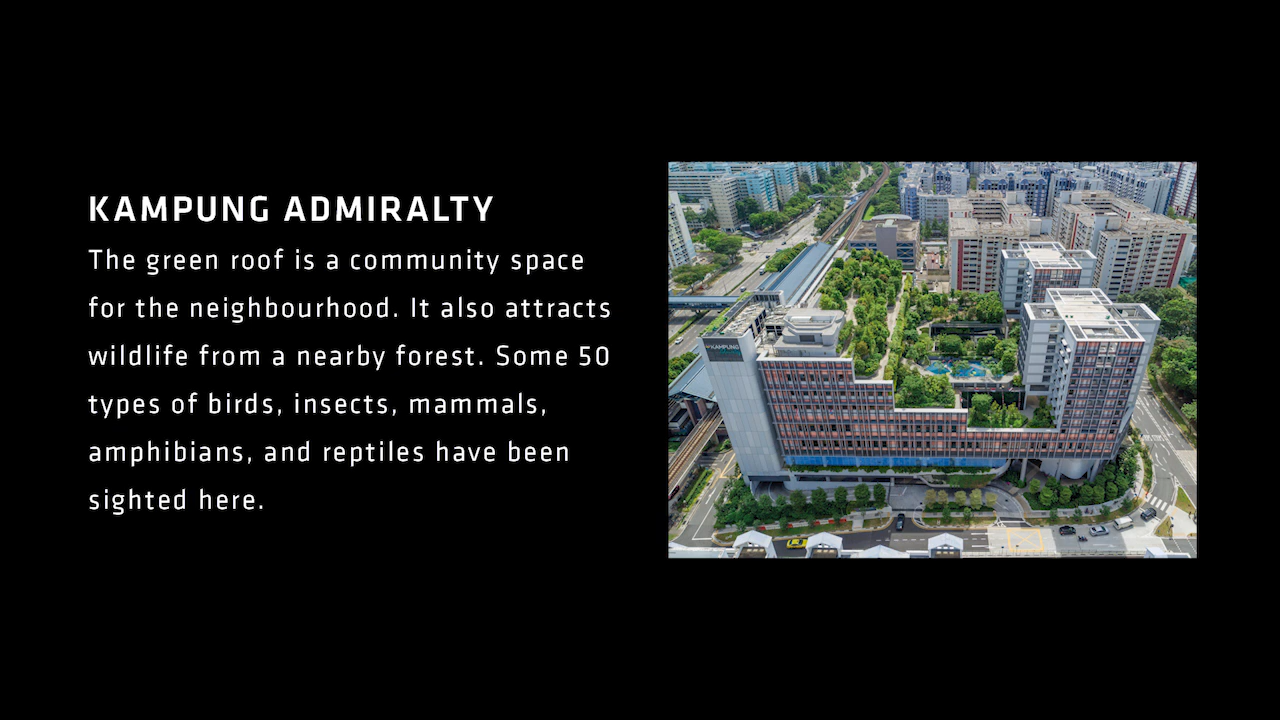 KAMPUNG ADMIRALTY
The green roof is a community space
for the neighbourhood. It also attracts
wildlife from a nearby forest. Some 50
types of birds, insects, mammals,
amphibians, and reptiles have been
sighted here.
KAMPUNG